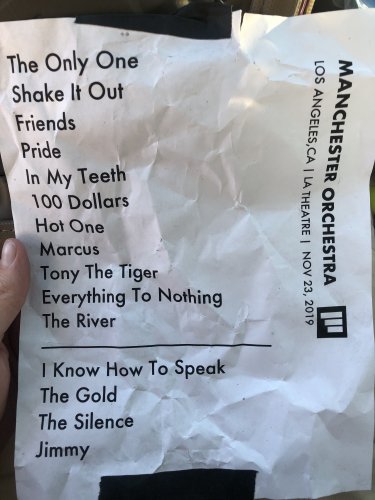 The Only One
Shake It Out
Friends
Pride
In My Teeth
100 Dollars
Hot One
Marcus
Tony The Tiger
Everything To Nothing
The River
I Know How To Speak
The Gold
The Silence
Jimmy
MANCHESTER ORCHESTRA
LOS ANGELES,CA | LA THEATRE | NOV 23, 2019